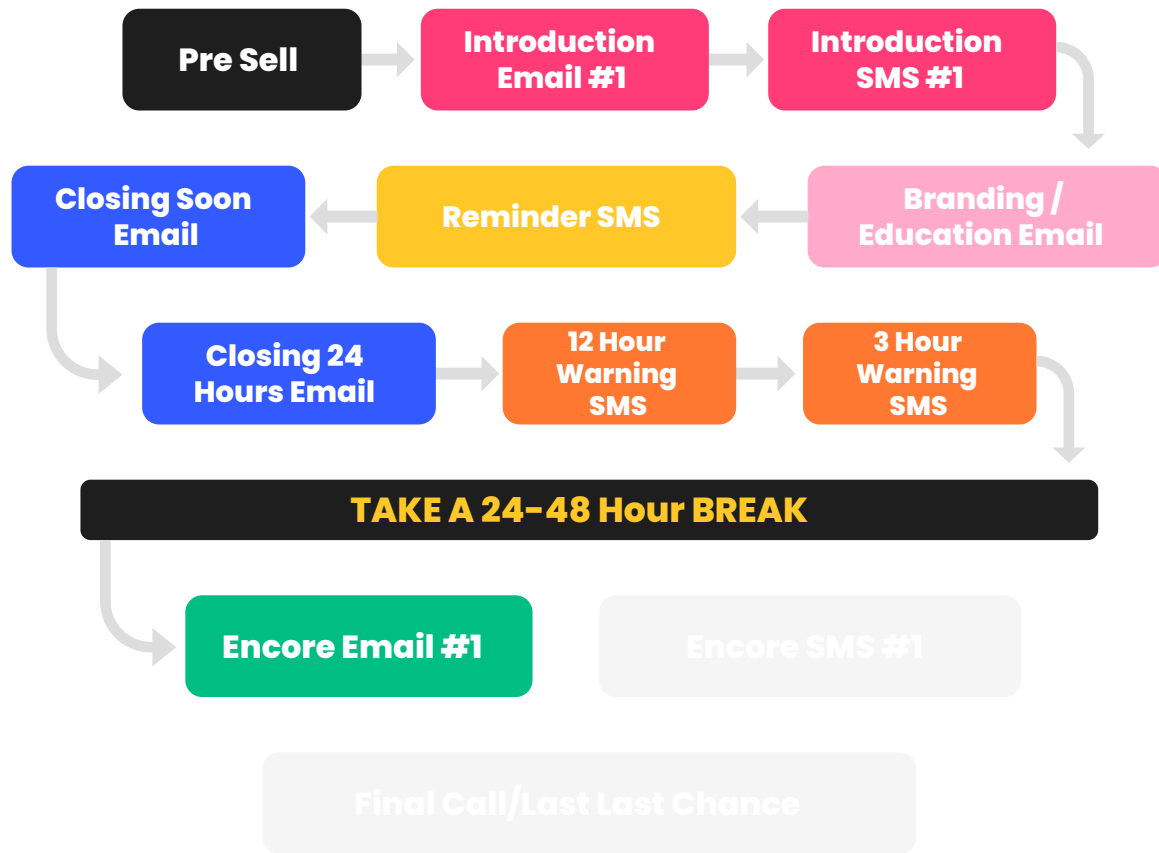 Pre Sell
Introduction
Email #1
Introduction
SMS #1
Branding /
Education Email
Reminder SMS
Closing Soon
Email
Closing 24
Hours Email
12 Hour
Warning
SMS
3 Hour
Warning
SMS
TAKE A 24-48 Hour BREAK
Encore Email #1
Encore SMS #1
Final Call/Last Last Chance